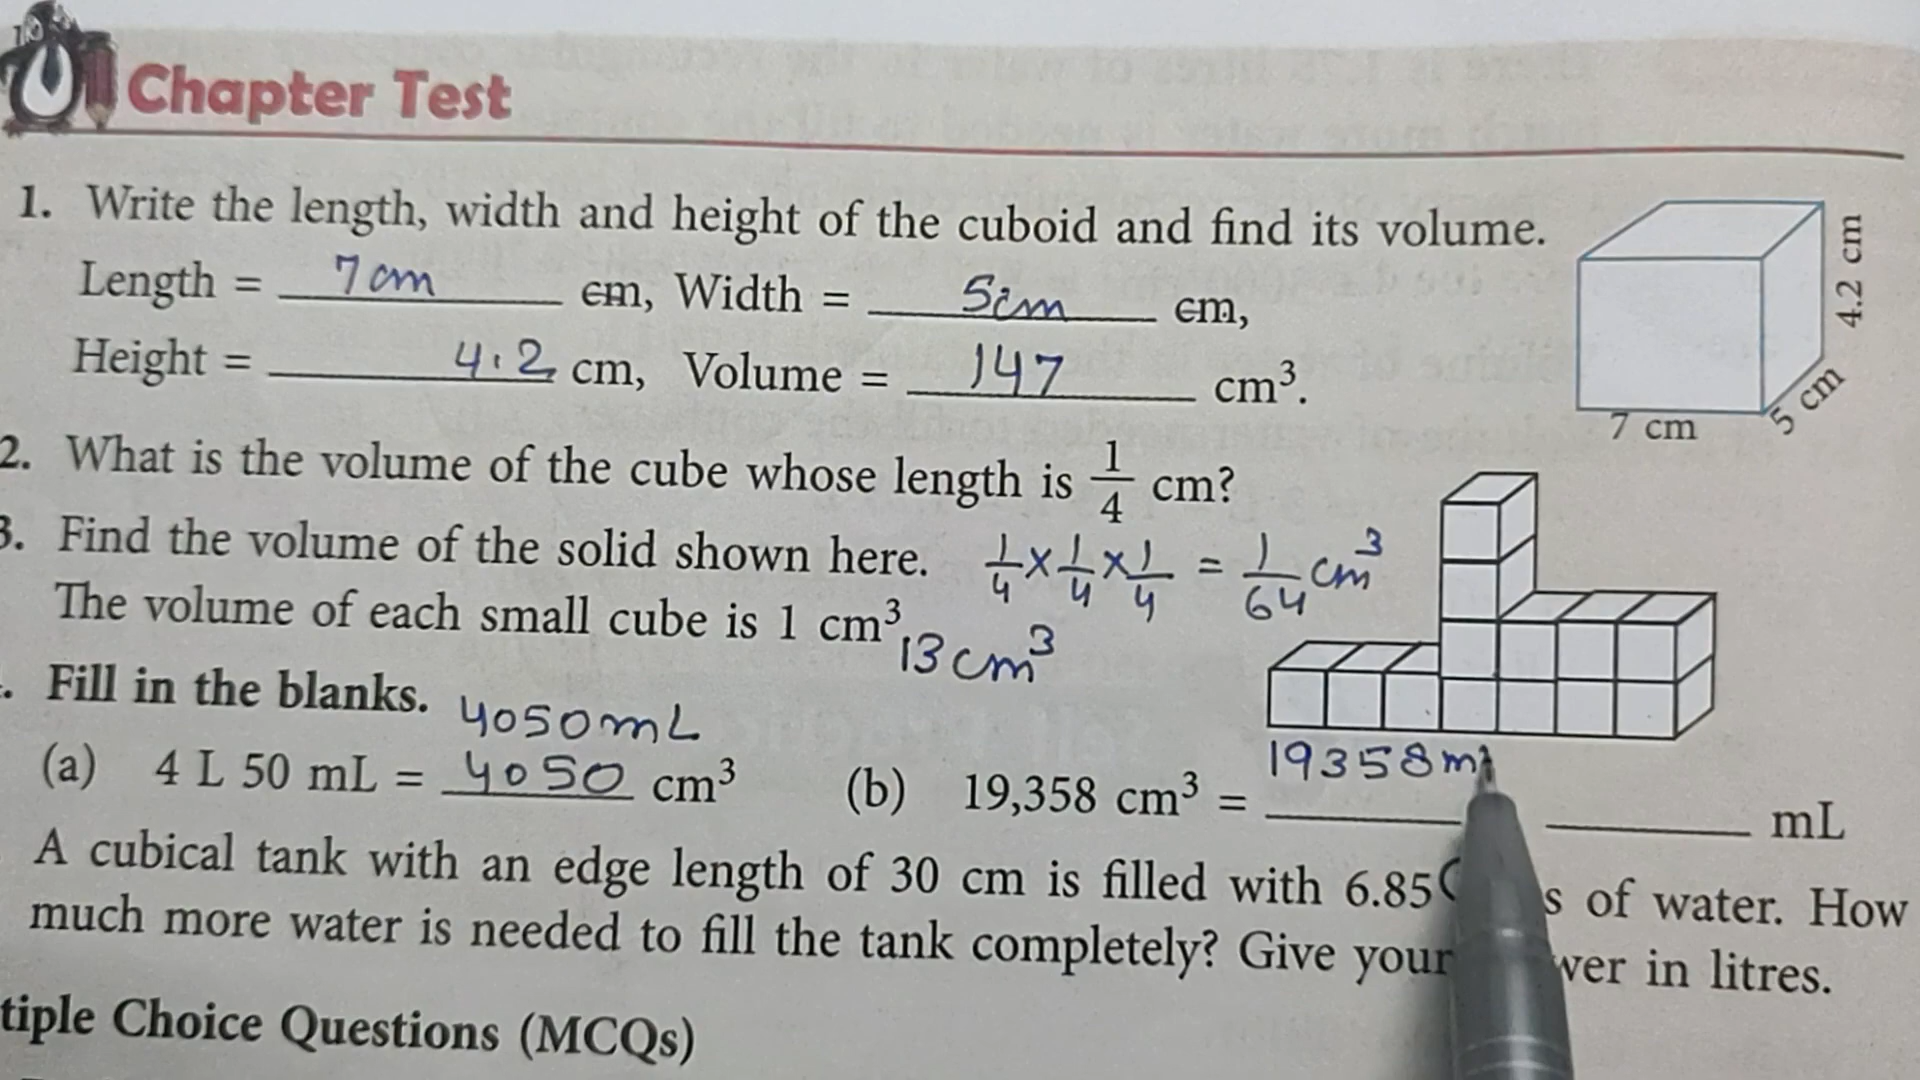 Chapter Test
1. Write the length, width and height of the cuboid and find its volume.
Length = 7 cm cm, Width = 5cm cm,
Height = 4.2 cm, Volume = 147 cm³.
4.2 cm
5 cm
7 cm
2. What is the volume of the cube whose length is 1/4 cm?
3. Find the volume of the solid shown here. 1/4 × 1/4 × 1/4 = 1/64 cm³
The volume of each small cube is 1 cm³. 13 cm³
. Fill in the blanks. 4050mL
(a) 4 L 50 mL = 4050 cm³ (b) 19,358 cm³ = 19358 mL
A cubical tank with an edge length of 30 cm is filled with 6.85 of water. How
much more water is needed to fill the tank completely? Give your in litres.
tiple Choice Questions (MCQs)